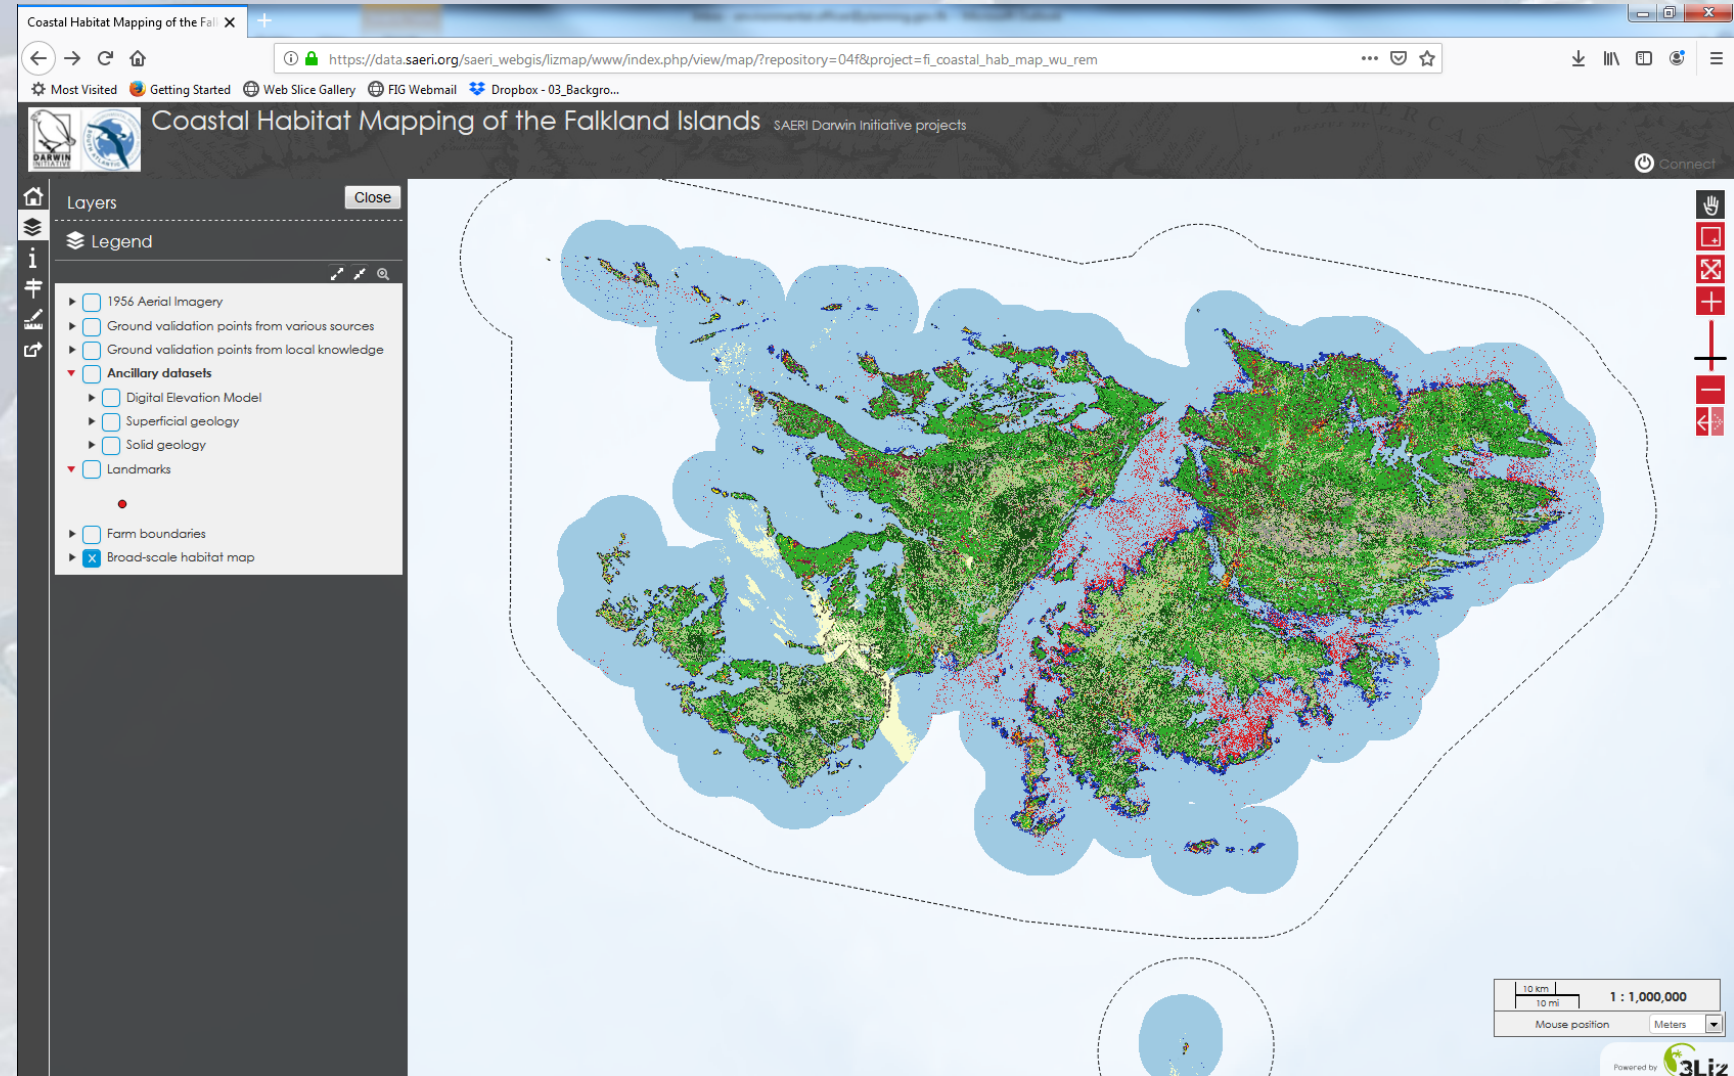 Coastal Habitat Mapping of the Fal
https://data.saeri.org/saeri_webgis/lizmap/www/index.php/view/map/?repository=04f&project=fi_coastal_hab_map_wu_rem
Most Visited Getting Started Web Slice Gallery FIG Webmail Dropbox - 03_Backgro...
DARWIN
INITIATIVE
SOUTH ATLANTIC
Coastal Habitat Mapping of the Falkland Islands SAERI Darwin Initiative projects
Connect
Layers Close
Legend
1956 Aerial Imagery
Ground validation points from various sources
Ground validation points from local knowledge
Ancillary datasets
Digital Elevation Model
Superficial geology
Solid geology
Landmarks
Farm boundaries
x Broad-scale habitat map
10 km
10 mi
1 : 1,000,000
Mouse position Meters
Powered by 3Liz